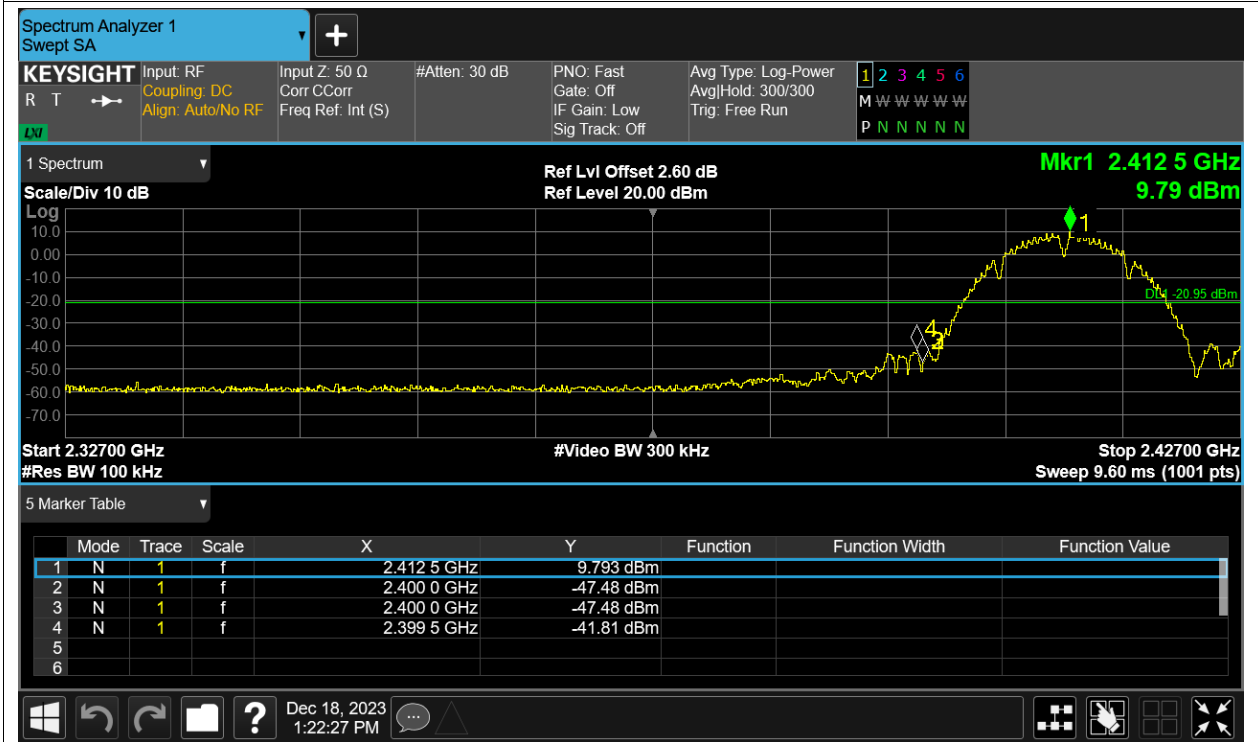 Spectrum Analyzer 1
Swept SA
KEYSIGHT
R T
LXI
Input: RF
Coupling: DC
Align: Auto/No RF
Input Z: 50 Ω
Corr CCorr
Freq Ref: Int (S)
#Atten: 30 dB
PNO: Fast
Gate: Off
IF Gain: Low
Sig Track: Off
Avg Type: Log-Power
Avg|Hold: 300/300
Trig: Free Run
1 2 3 4 5 6
M W W W W W
P N N N N N
1 Spectrum
Scale/Div 10 dB
Ref Lvl Offset 2.60 dB
Ref Level 20.00 dBm
Mkr1 2.412 5 GHz
9.79 dBm
Log
10.0
0.00
-10.0
-20.0
-30.0
-40.0
-50.0
-60.0
-70.0
1
DL1 -20.95 dBm
4
2
Start 2.32700 GHz
#Video BW 300 kHz
Stop 2.42700 GHz
#Res BW 100 kHz
Sweep 9.60 ms (1001 pts)
5 Marker Table
Mode Trace Scale X Y Function Function Width Function Value
1 N 1 f 2.412 5 GHz 9.793 dBm
2 N 1 f 2.400 0 GHz -47.48 dBm
3 N 1 f 2.400 0 GHz -47.48 dBm
4 N 1 f 2.399 5 GHz -41.81 dBm
5
6
?
Dec 18, 2023
1:22:27 PM